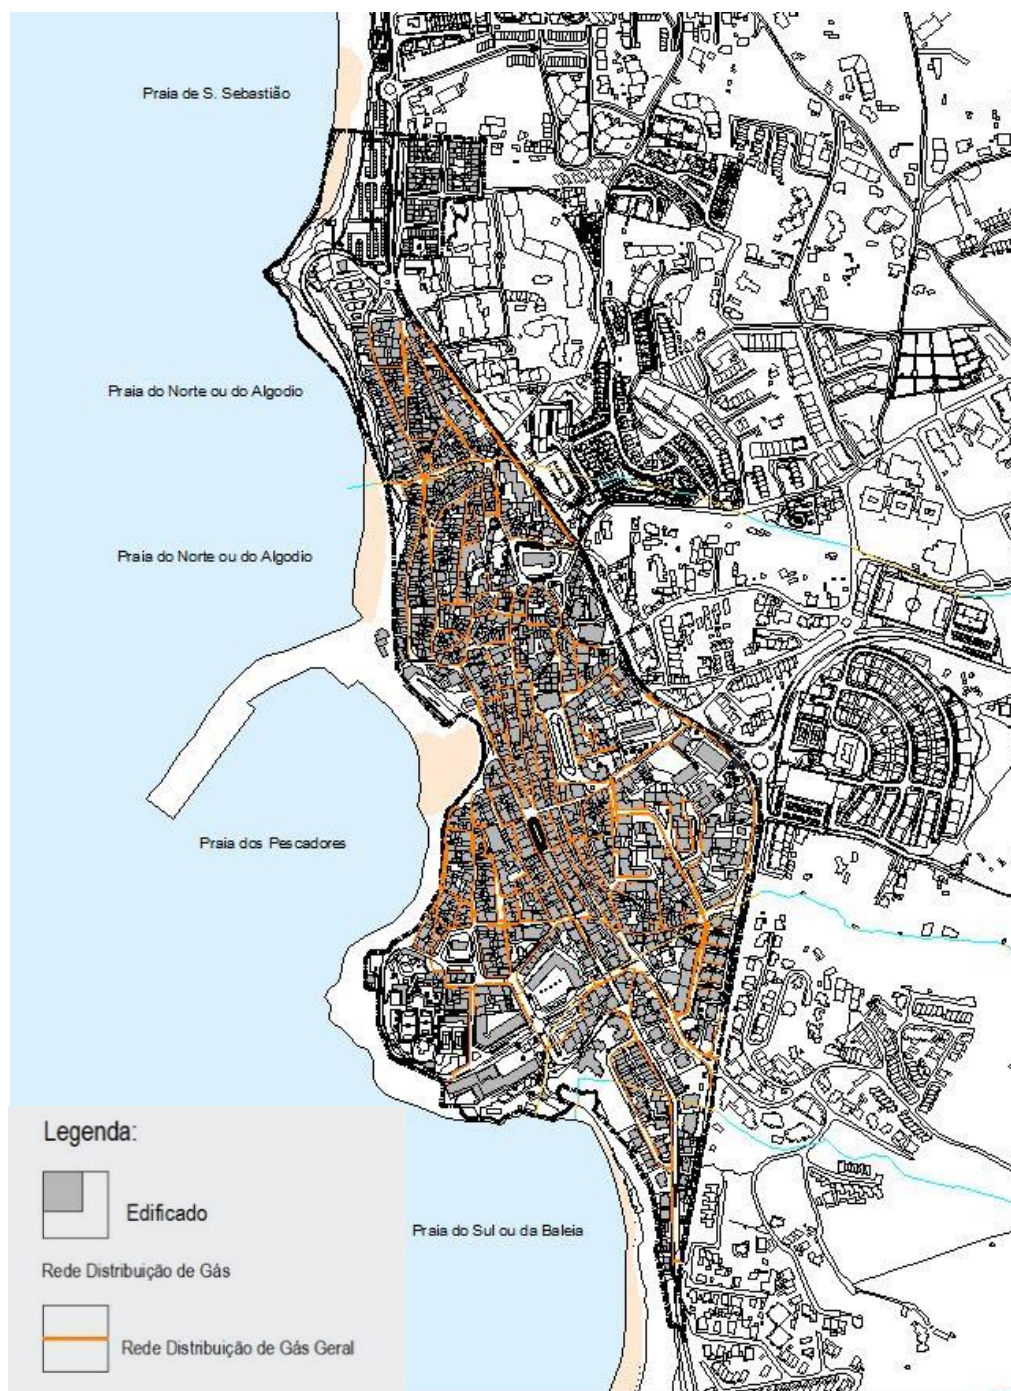 Praia de S. Sebastião
Praia do Norte ou do Algodio
Praia do Norte ou do Algodio
Praia dos Pescadores
Praia do Sul ou da Baleia
Legenda:
Edificado
Rede Distribuição de Gás
Rede Distribuição de Gás Geral